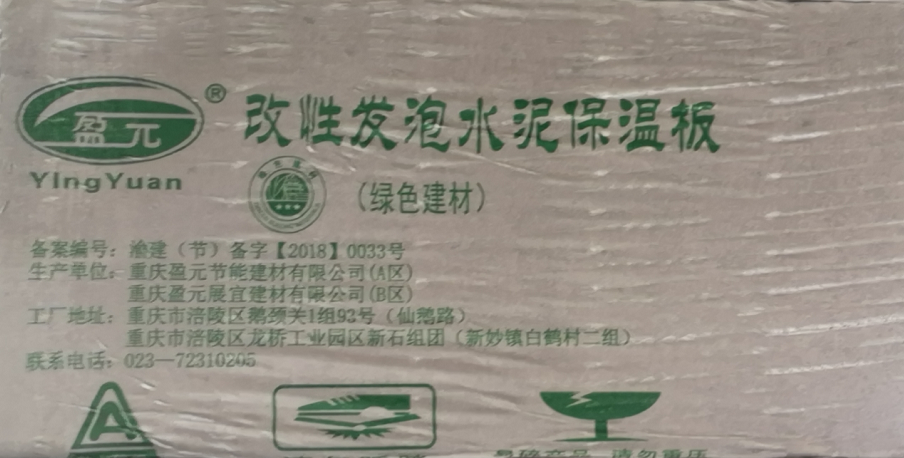 盈元
®
YingYuan
改性发泡水泥保温板
（绿色建材）
备案编号：渝建（节）备字【2018】0033号
生产单位：重庆盈元节能建材有限公司(A区)
重庆盈元展宜建材有限公司(B区)
工厂地址：重庆市涪陵区鹅颈关1组93号（仙鹅路）
重庆市涪陵区龙桥工业园区新石组团（新妙镇白鹤村二组）
联系电话：023—72310205
A